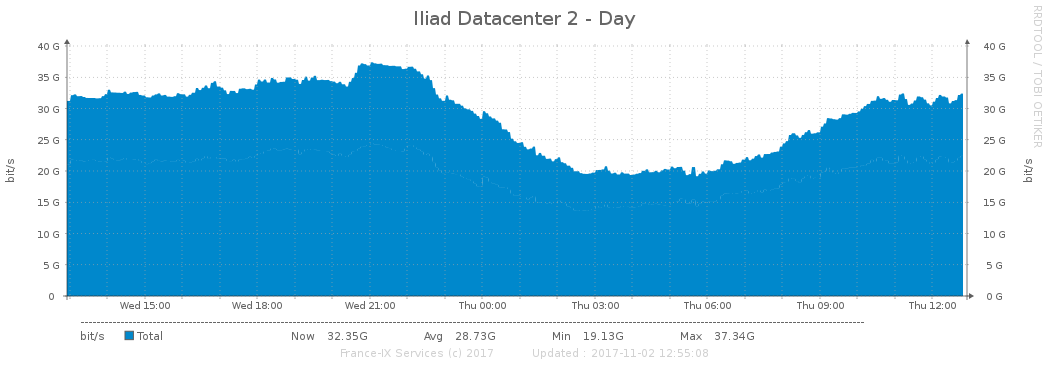 Iliad Datacenter 2 - Day
RRDTOOL / TOBI OETIKER
bit/s
bit/s
40 G 40 G
35 G 35 G
30 G 30 G
25 G 25 G
20 G 20 G
15 G 15 G
10 G 10 G
5 G 5 G
0 0 G
Wed 15:00 Wed 18:00 Wed 21:00 Thu 00:00 Thu 03:00 Thu 06:00 Thu 09:00 Thu 12:00
bit/s Total Now 32.35G Avg 28.73G Min 19.13G Max 37.34G
France-IX Services (c) 2017 Updated : 2017-11-02 12:55:08